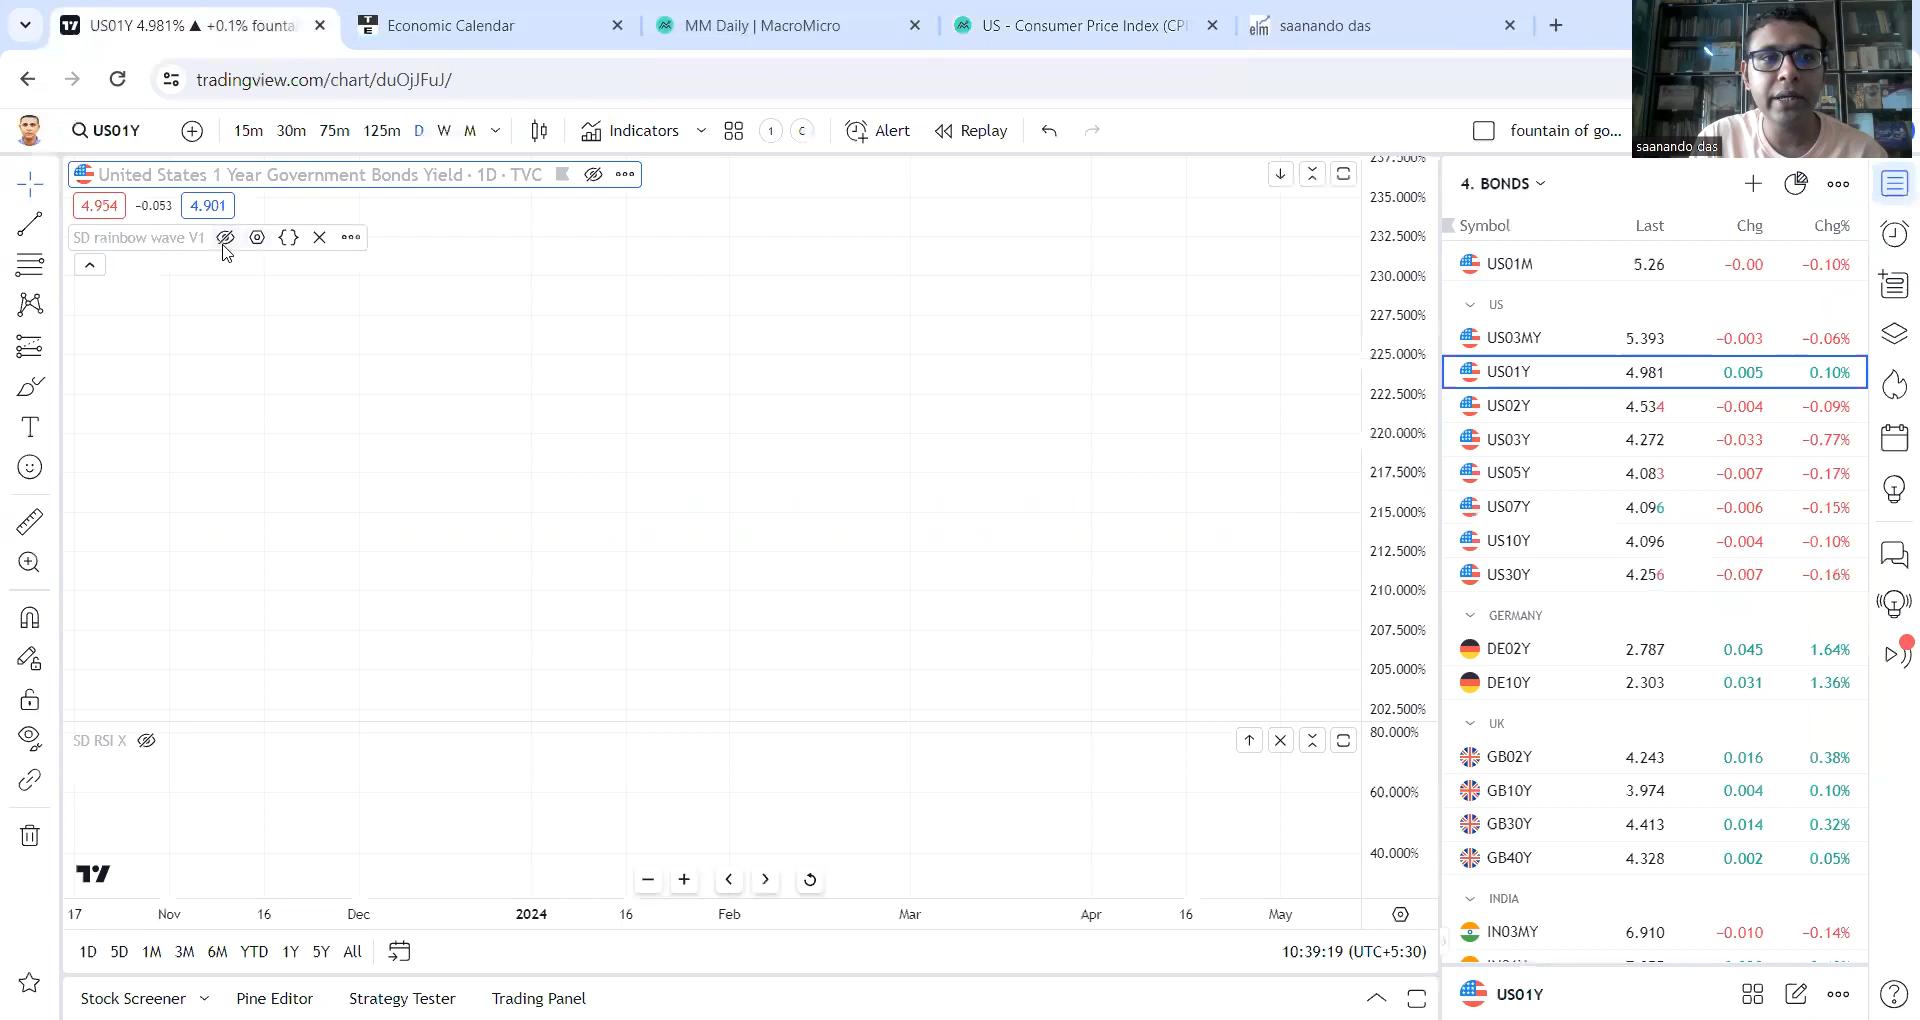 US01Y 4.981% ▲ +0.1% founta
Economic Calendar
MM Daily | MacroMicro
US - Consumer Price Index (CPI
elm saanando das
tradingview.com/chart/duOjJFuJ/
US01Y
15m 30m 75m 125m D W M
Indicators
1 C
Alert
Replay
fountain of go...
saanando das
United States 1 Year Government Bonds Yield · 1D · TVC
4.954 −0.053 4.901
SD rainbow wave V1
237.500%
235.000%
232.500%
230.000%
227.500%
225.000%
222.500%
220.000%
217.500%
215.000%
212.500%
210.000%
207.500%
205.000%
202.500%
SD RSI X
80.000%
60.000%
40.000%
17 Nov 16 Dec 2024 16 Feb Mar Apr 16 May
1D 5D 1M 3M 6M YTD 1Y 5Y All
10:39:19 (UTC+5:30)
Stock Screener Pine Editor Strategy Tester Trading Panel
4. BONDS
Symbol Last Chg Chg%
US01M 5.26 −0.00 −0.10%
US
US03MY 5.393 −0.003 −0.06%
US01Y 4.981 0.005 0.10%
US02Y 4.534 −0.004 −0.09%
US03Y 4.272 −0.033 −0.77%
US05Y 4.083 −0.007 −0.17%
US07Y 4.096 −0.006 −0.15%
US10Y 4.096 −0.004 −0.10%
US30Y 4.256 −0.007 −0.16%
GERMANY
DE02Y 2.787 0.045 1.64%
DE10Y 2.303 0.031 1.36%
UK
GB02Y 4.243 0.016 0.38%
GB10Y 3.974 0.004 0.10%
GB30Y 4.413 0.014 0.32%
GB40Y 4.328 0.002 0.05%
INDIA
IN03MY 6.910 −0.010 −0.14%
US01Y